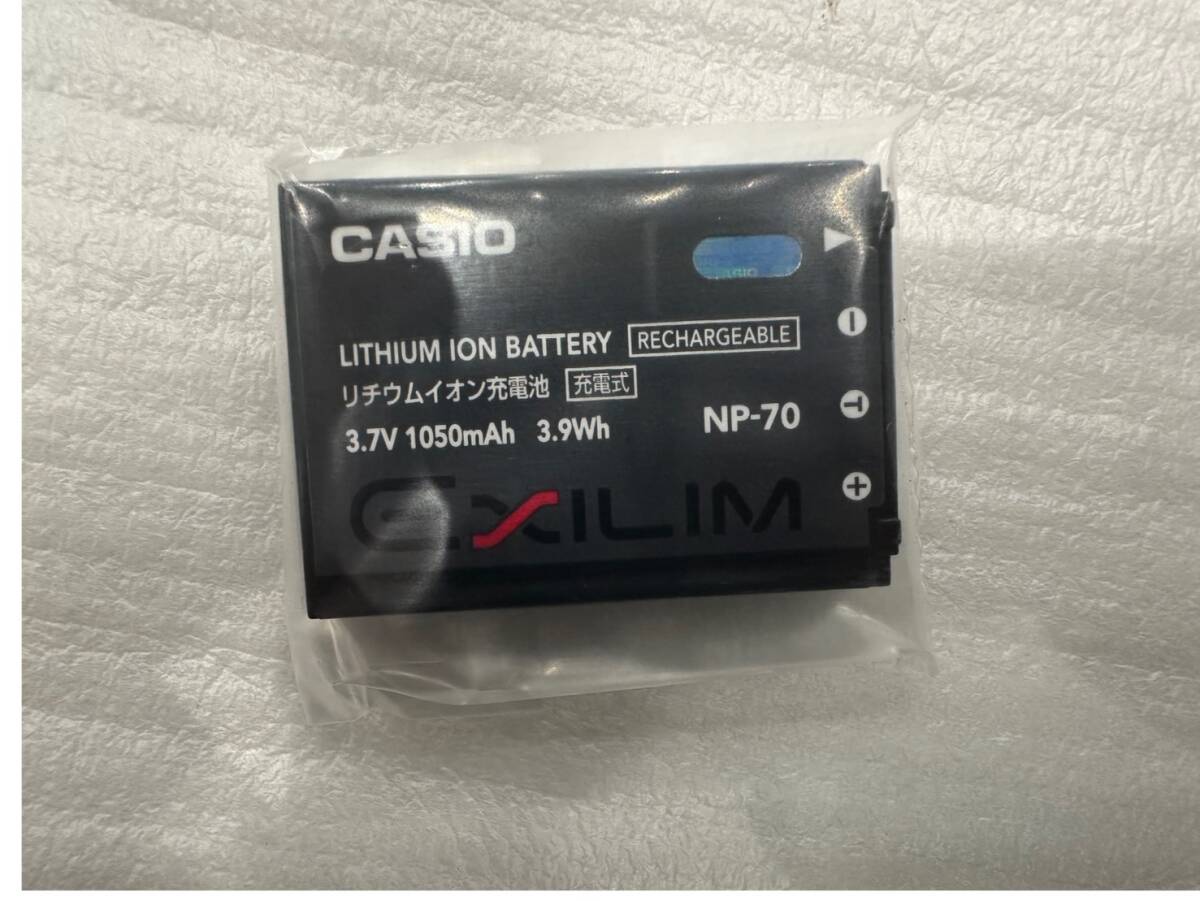 CASIO
CASIO
LITHIUM ION BATTERY RECHARGEABLE
リチウムイオン充電池 充電式
3.7V 1050mAh 3.9Wh NP-70
EXILIM
− T +